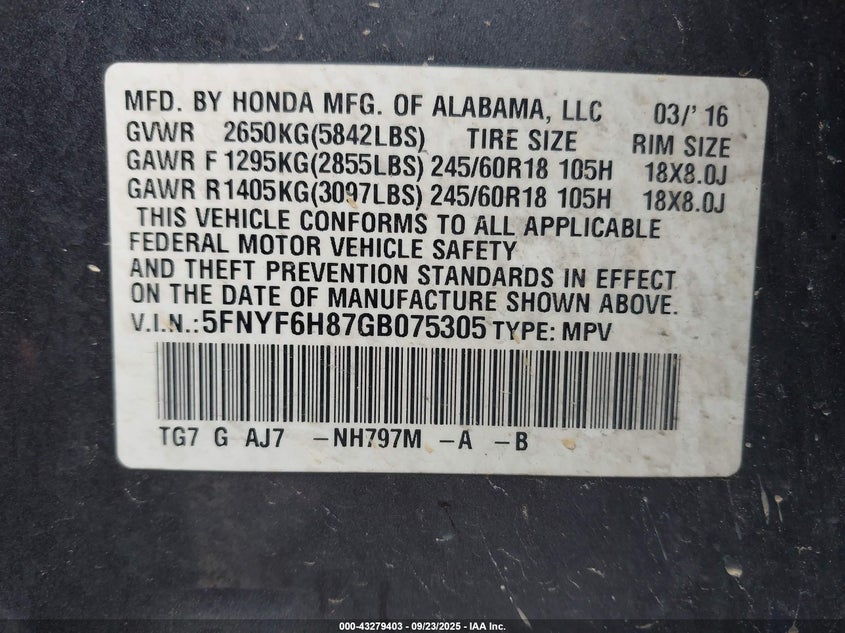 MFD. BY HONDA MFG. OF ALABAMA, LLC 03/'16
GVWR 2650KG(5842LBS) TIRE SIZE RIM SIZE
GAWR F 1295KG(2855LBS) 245/60R18 105H 18X8.0J
GAWR R 1405KG(3097LBS) 245/60R18 105H 18X8.0J
THIS VEHICLE CONFORMS TO ALL APPLICABLE
FEDERAL MOTOR VEHICLE SAFETY
AND THEFT PREVENTION STANDARDS IN EFFECT
ON THE DATE OF MANUFACTURE SHOWN ABOVE.
V.I.N.:5FNYF6H87GB075305 TYPE: MPV
TG7 G AJ7 -NH797M -A -B
000-43279403 - 09/23/2025 - IAA Inc.